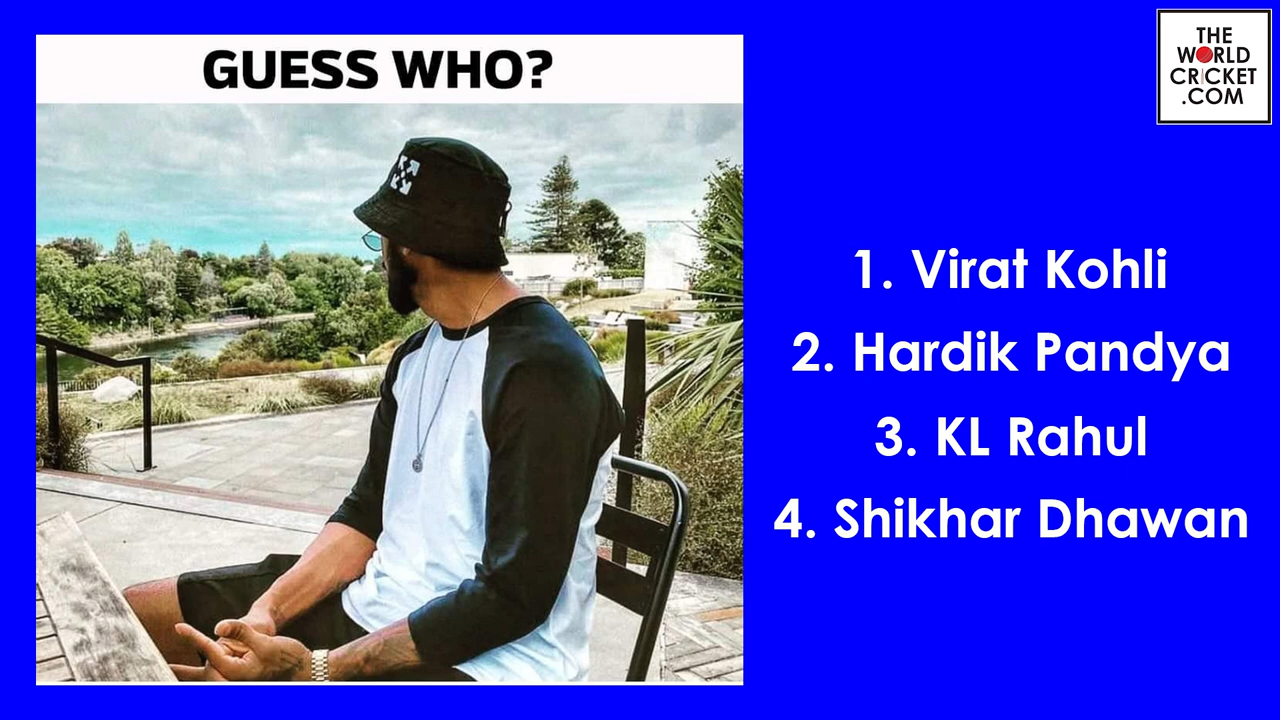 GUESS WHO?
THE
WORLD
CRICKET
.COM
1. Virat Kohli
2. Hardik Pandya
3. KL Rahul
4. Shikhar Dhawan